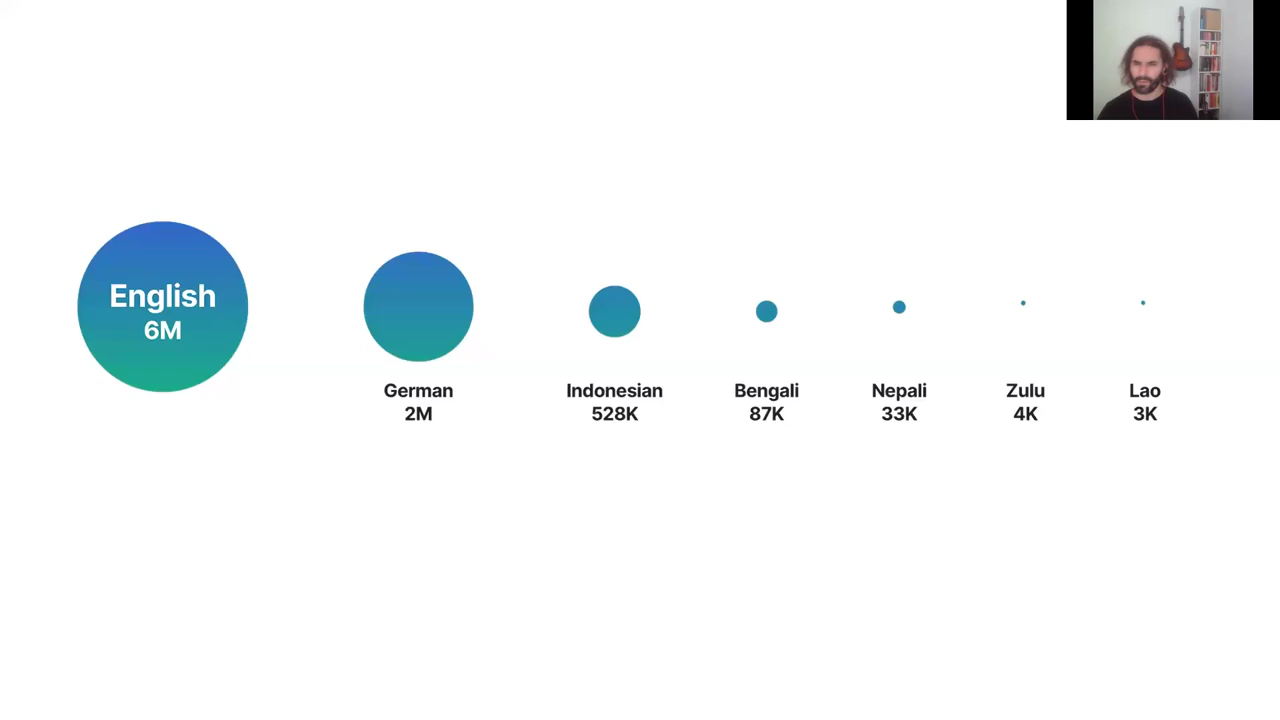 English
6M
German
2M
Indonesian
528K
Bengali
87K
Nepali
33K
Zulu
4K
Lao
3K